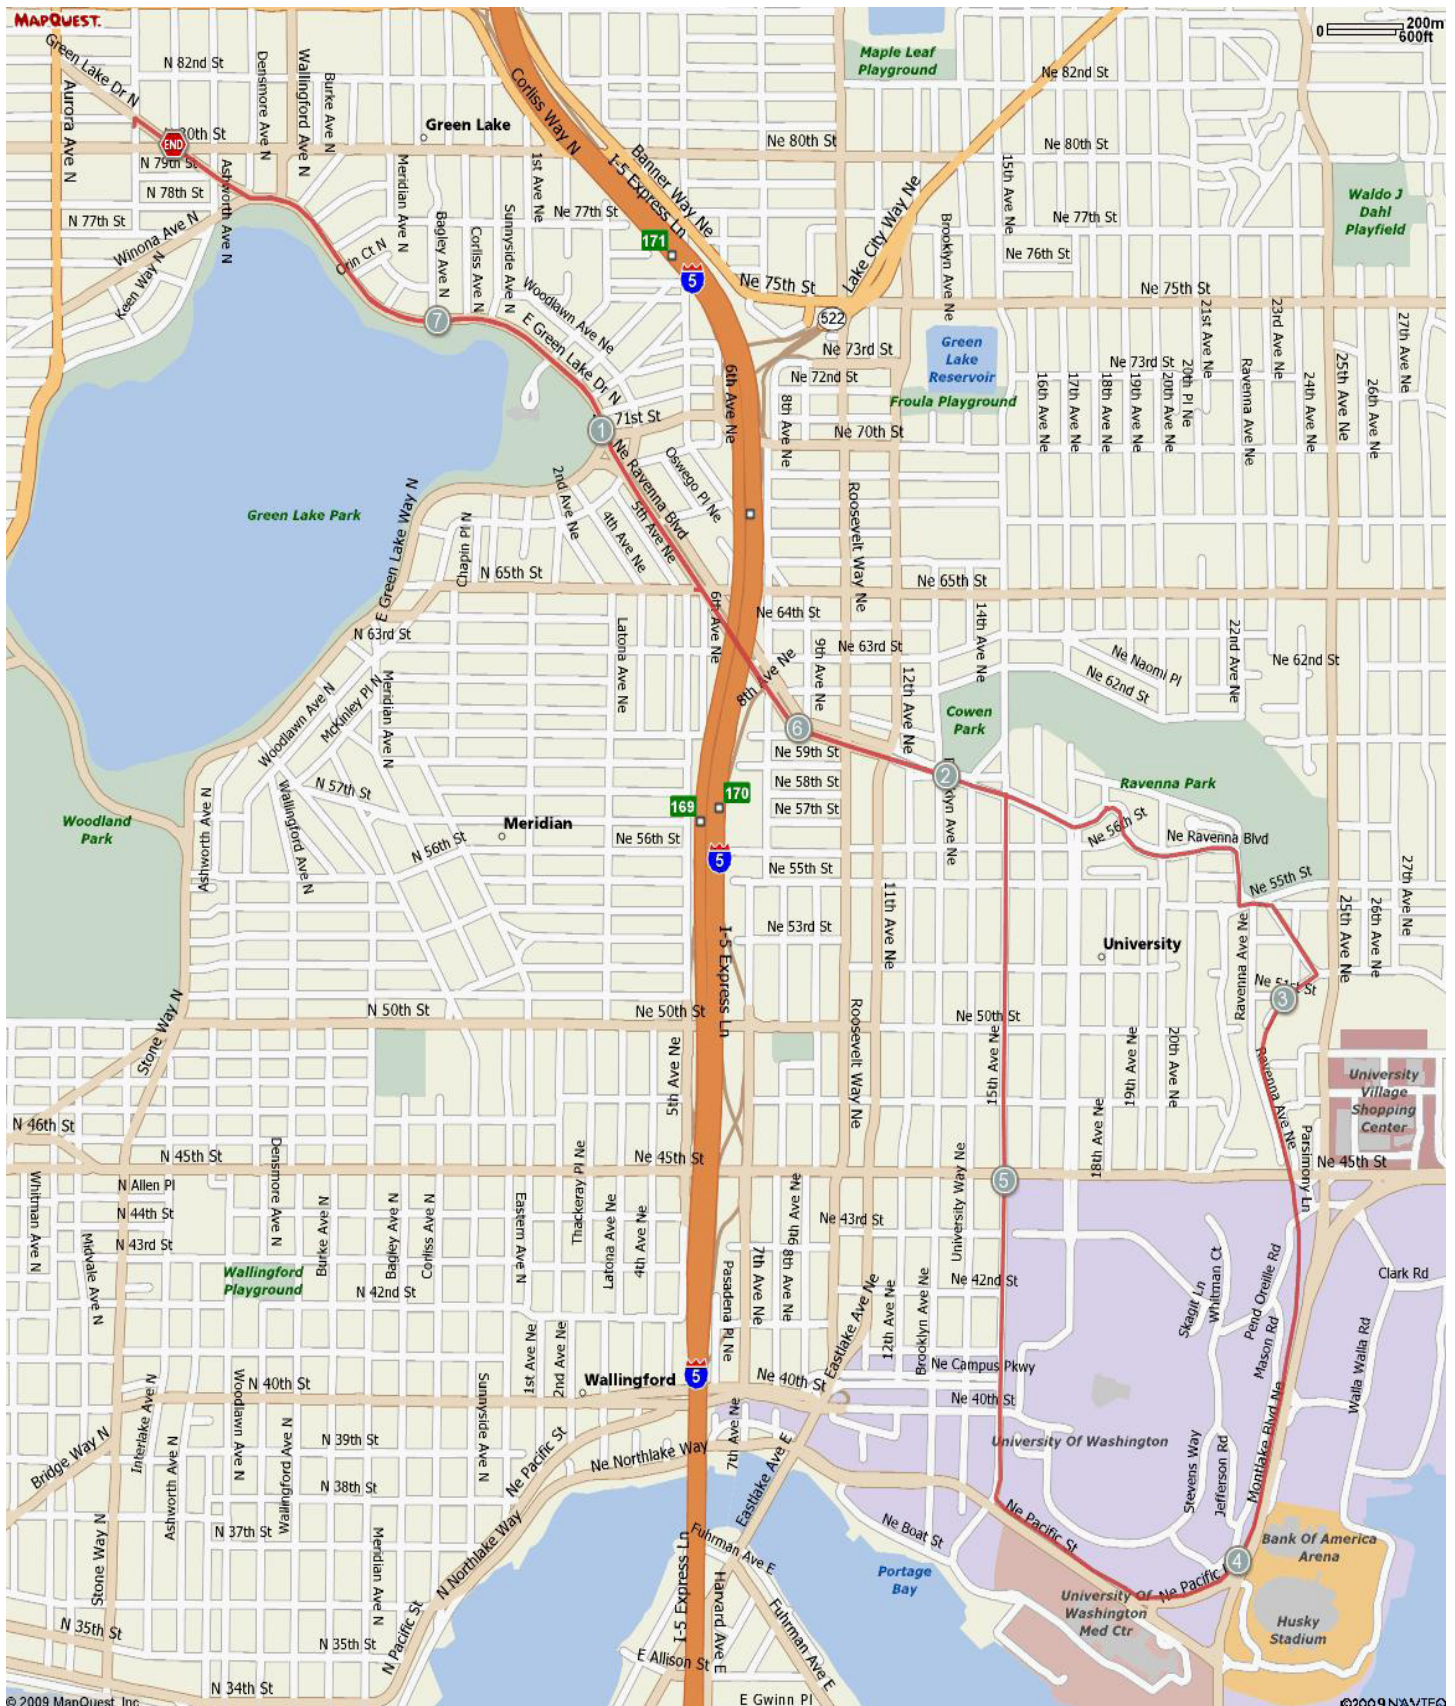 MAPQUEST.
0 200m
600ft
Green Lake Dr N
N 82nd St
Aurora Ave N
Densmore Ave N
Wallingford Ave N
Burke Ave N
Corliss Way N
Maple Leaf
Playground
Ne 82nd St
END
Green Lake
N 79th St
N 78th St
N 77th St
Ashworth Ave N
Winona Ave N
Keen Way N
Orin Ct N
Meridian Ave N
Bagley Ave N
Corliss Ave N
Sunnyside Ave N
1st Ave Ne
Ne 77th St
Banner Way Ne
I-5 Express Ln
171
5
Ne 80th St
Ne 80th St
Lake City Way Ne
Brooklyn Ave Ne
15th Ave Ne
Ne 77th St
Ne 76th St
Waldo J
Dahl
Playfield
Ne 75th St
Ne 75th St
522
Woodlawn Ave Ne
E Green Lake Dr N
7
Ne 73rd St
Ne 72nd St
Green
Lake
Reservoir
Froula Playground
Ne 73rd St
16th Ave Ne
17th Ave Ne
18th Ave Ne
19th Ave Ne
20th Ave Ne
20th Pl Ne
21st Ave Ne
Ravenna Ave Ne
23rd Ave Ne
24th Ave Ne
25th Ave Ne
26th Ave Ne
27th Ave Ne
6th Ave Ne
8th Ave Ne
71st St
1
Ne 70th St
Ne Ravenna Blvd
Oswego Pl Ne
5th Ave Ne
4th Ave Ne
2nd Ave Ne
Green Lake Park
E Green Lake Way N
Chapin Pl N
N 65th St
Roosevelt Way Ne
Ne 65th St
N 63rd St
Latona Ave Ne
6th Ave Ne
Ne 64th St
Ne 63rd St
9th Ave Ne
8th Ave Ne
12th Ave Ne
14th Ave Ne
Ne Naomi Pl
Ne 62nd St
22nd Ave Ne
Ne 62nd St
Woodlawn Ave N
McKinley Pl N
Meridian Ave N
6
Cowen
Park
Ne 59th St
2
Ne 58th St
Ne 57th St
Ravenna Park
Woodland
Park
Ashworth Ave N
Wallingford Ave N
N 57th St
N 56th St
Meridian
169
170
Ne 56th St
5
Ne 55th St
Ne 56th St
Ne Ravenna Blvd
Ne 55th St
11th Ave Ne
Ne 53rd St
I-5 Express Ln
University
Ravenna Ave Ne
25th Ave Ne
26th Ave Ne
27th Ave Ne
3
N 50th St
Ne 50th St
Ne 50th St
Stone Way N
5th Ave Ne
Roosevelt Way Ne
15th Ave Ne
19th Ave Ne
20th Ave Ne
18th Ave Ne
Ravenna Ave Ne
Parsimony Ln
University
Village
Shopping
Center
N 46th St
N 45th St
Ne 45th St
Ne 45th St
N Allen Pl
N 44th St
N 43rd St
Whitman Ave N
Midvale Ave N
Densmore Ave N
Burke Ave N
Bagley Ave N
Corliss Ave N
Eastern Ave N
Thackeray Pl Ne
Latona Ave Ne
4th Ave Ne
Pasadena Pl Ne
7th Ave Ne
8th Ave Ne
9th Ave Ne
Ne 43rd St
University Way Ne
5
Ne 42nd St
Wallingford
Playground
N 42nd St
Skagit Ln
Whitman Ct
Pend Oreille Rd
Mason Rd
Clark Rd
Walla Walla Rd
1st Ave Ne
2nd Ave Ne
Wallingford
5
Ne 40th St
Eastlake Ave Ne
12th Ave Ne
Brooklyn Ave Ne
Ne Campus Pkwy
Ne 40th St
N 40th St
Interlake Ave N
Woodlawn Ave N
Wallingford Ave N
Sunnyside Ave N
Bridge Way N
N 39th St
N 38th St
N 37th St
Ashworth Ave N
Stone Way N
Meridian Ave N
Ne Pacific St
Ne Northlake Way
7th Ave Ne
Eastlake Ave E
University Of Washington
Stevens Way
Jefferson Rd
Montlake Blvd Ne
N Northlake Way
Fuhrman Ave E
Ne Boat St
Ne Pacific St
Bank Of America
Arena
4
Portage
Bay
Ne Pacific
University Of
Washington
Med Ctr
Husky
Stadium
N 35th St
N 35th St
N Pacific St
I-5 Express Ln
Harvard Ave E
Fuhrman Ave E
E Allison St
N 34th St
E Gwinn Pl
© 2009 MapQuest, Inc
©2009 NAVTEQ